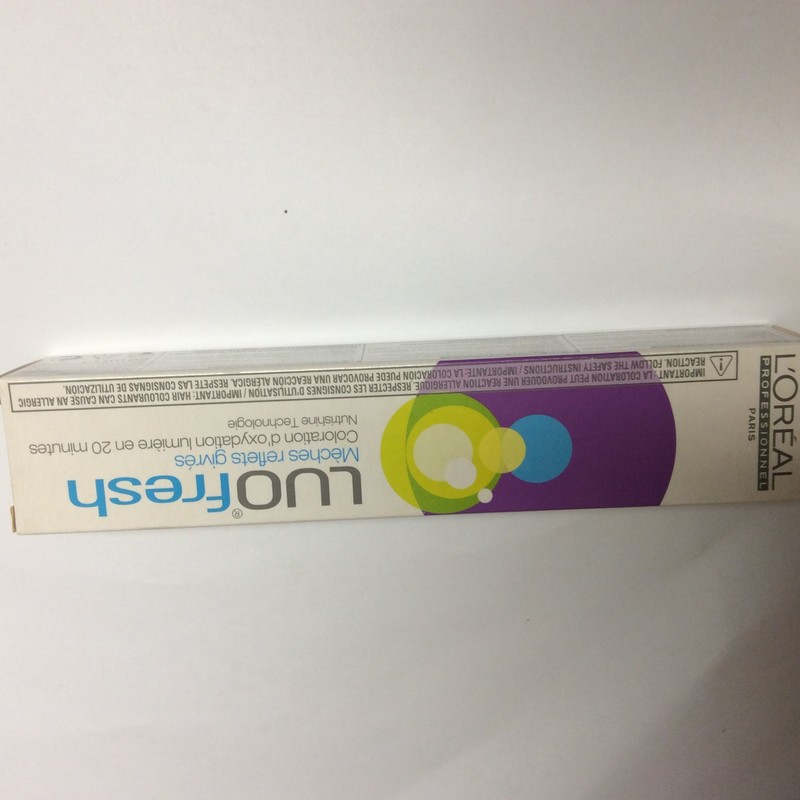 L'ORÉAL
PROFESSIONNEL
PARIS
LUOfresh®
Mèches reflets givrés
Coloration d'oxydation lumière en 20 minutes
Nutrishine Technologie
IMPORTANT : LA COLORATION PEUT PROVOQUER UNE REACTION ALLERGIQUE. RESPECTER LES CONSIGNES D'UTILISATION / IMPORTANT: HAIR COLOURANTS CAN CAUSE AN ALLERGIC
REACTION. FOLLOW THE SAFETY INSTRUCTIONS / IMPORTANTE: LA COLORACIÓN PUEDE PROVOCAR UNA REACCIÓN ALÉRGICA. RESPETE LAS CONSIGNAS DE UTILIZACIÓN.